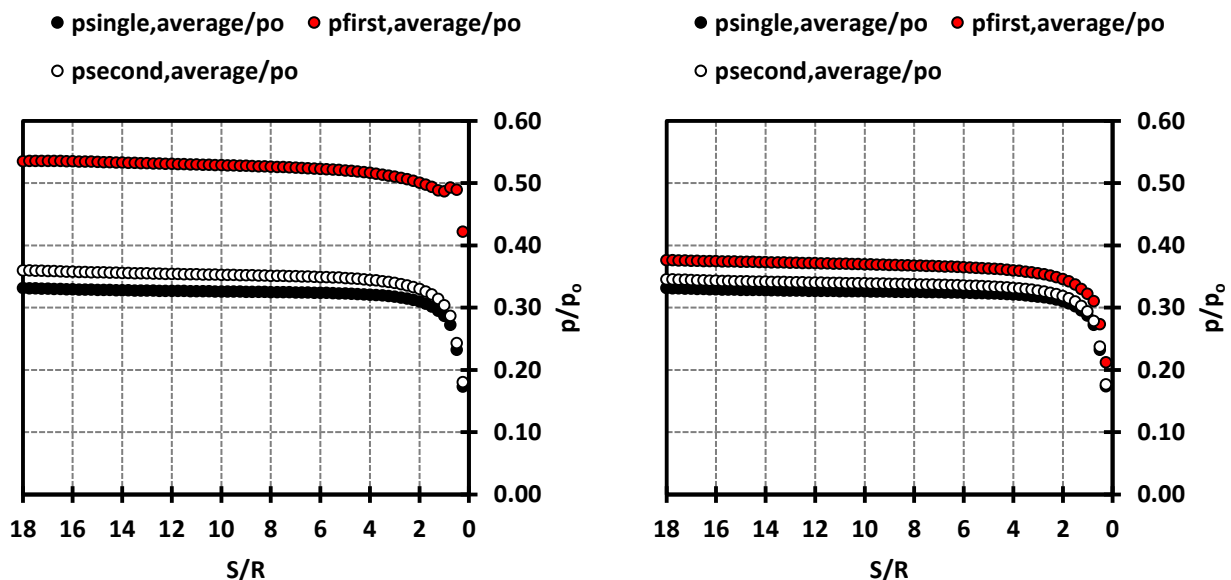 psingle,average/po pfirst,average/po
psecond,average/po
0.60
0.50
0.40
0.30
0.20
0.10
0.00
p/po
18 16 14 12 10 8 6 4 2 0
S/R
psingle,average/po pfirst,average/po
psecond,average/po
0.60
0.50
0.40
0.30
0.20
0.10
0.00
p/po
18 16 14 12 10 8 6 4 2 0
S/R